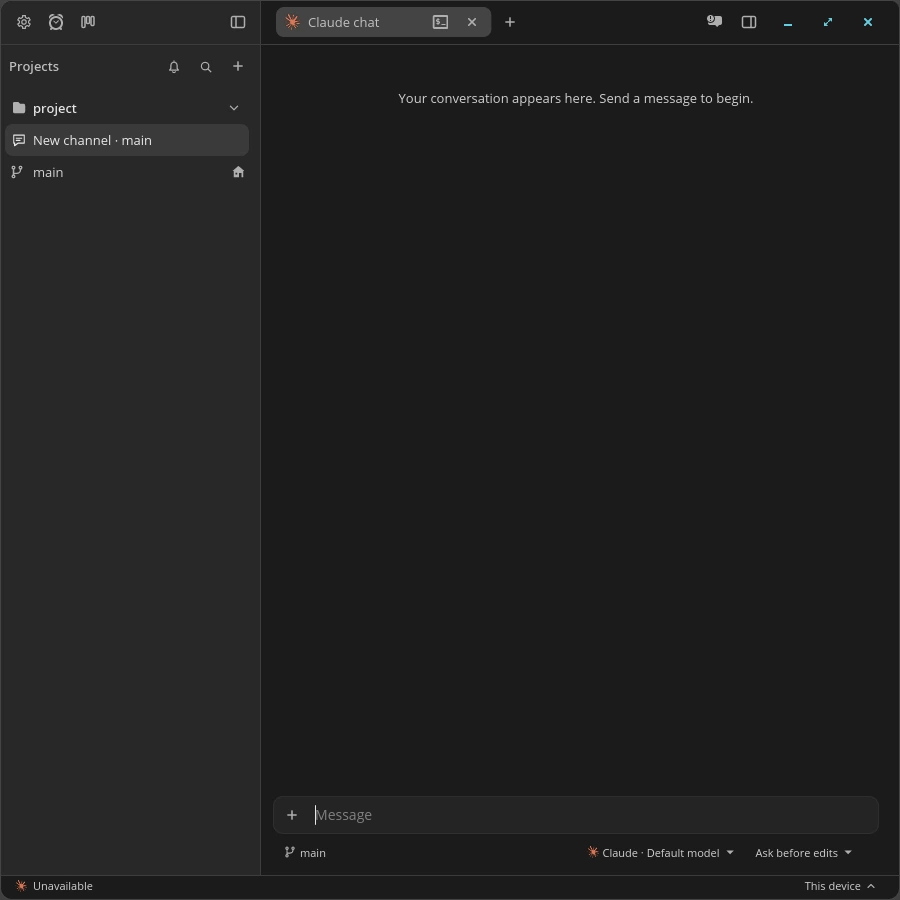 Claude chat
Projects
project
New channel · main
main
Your conversation appears here. Send a message to begin.
Message
main
Claude · Default model
Ask before edits
Unavailable
This device